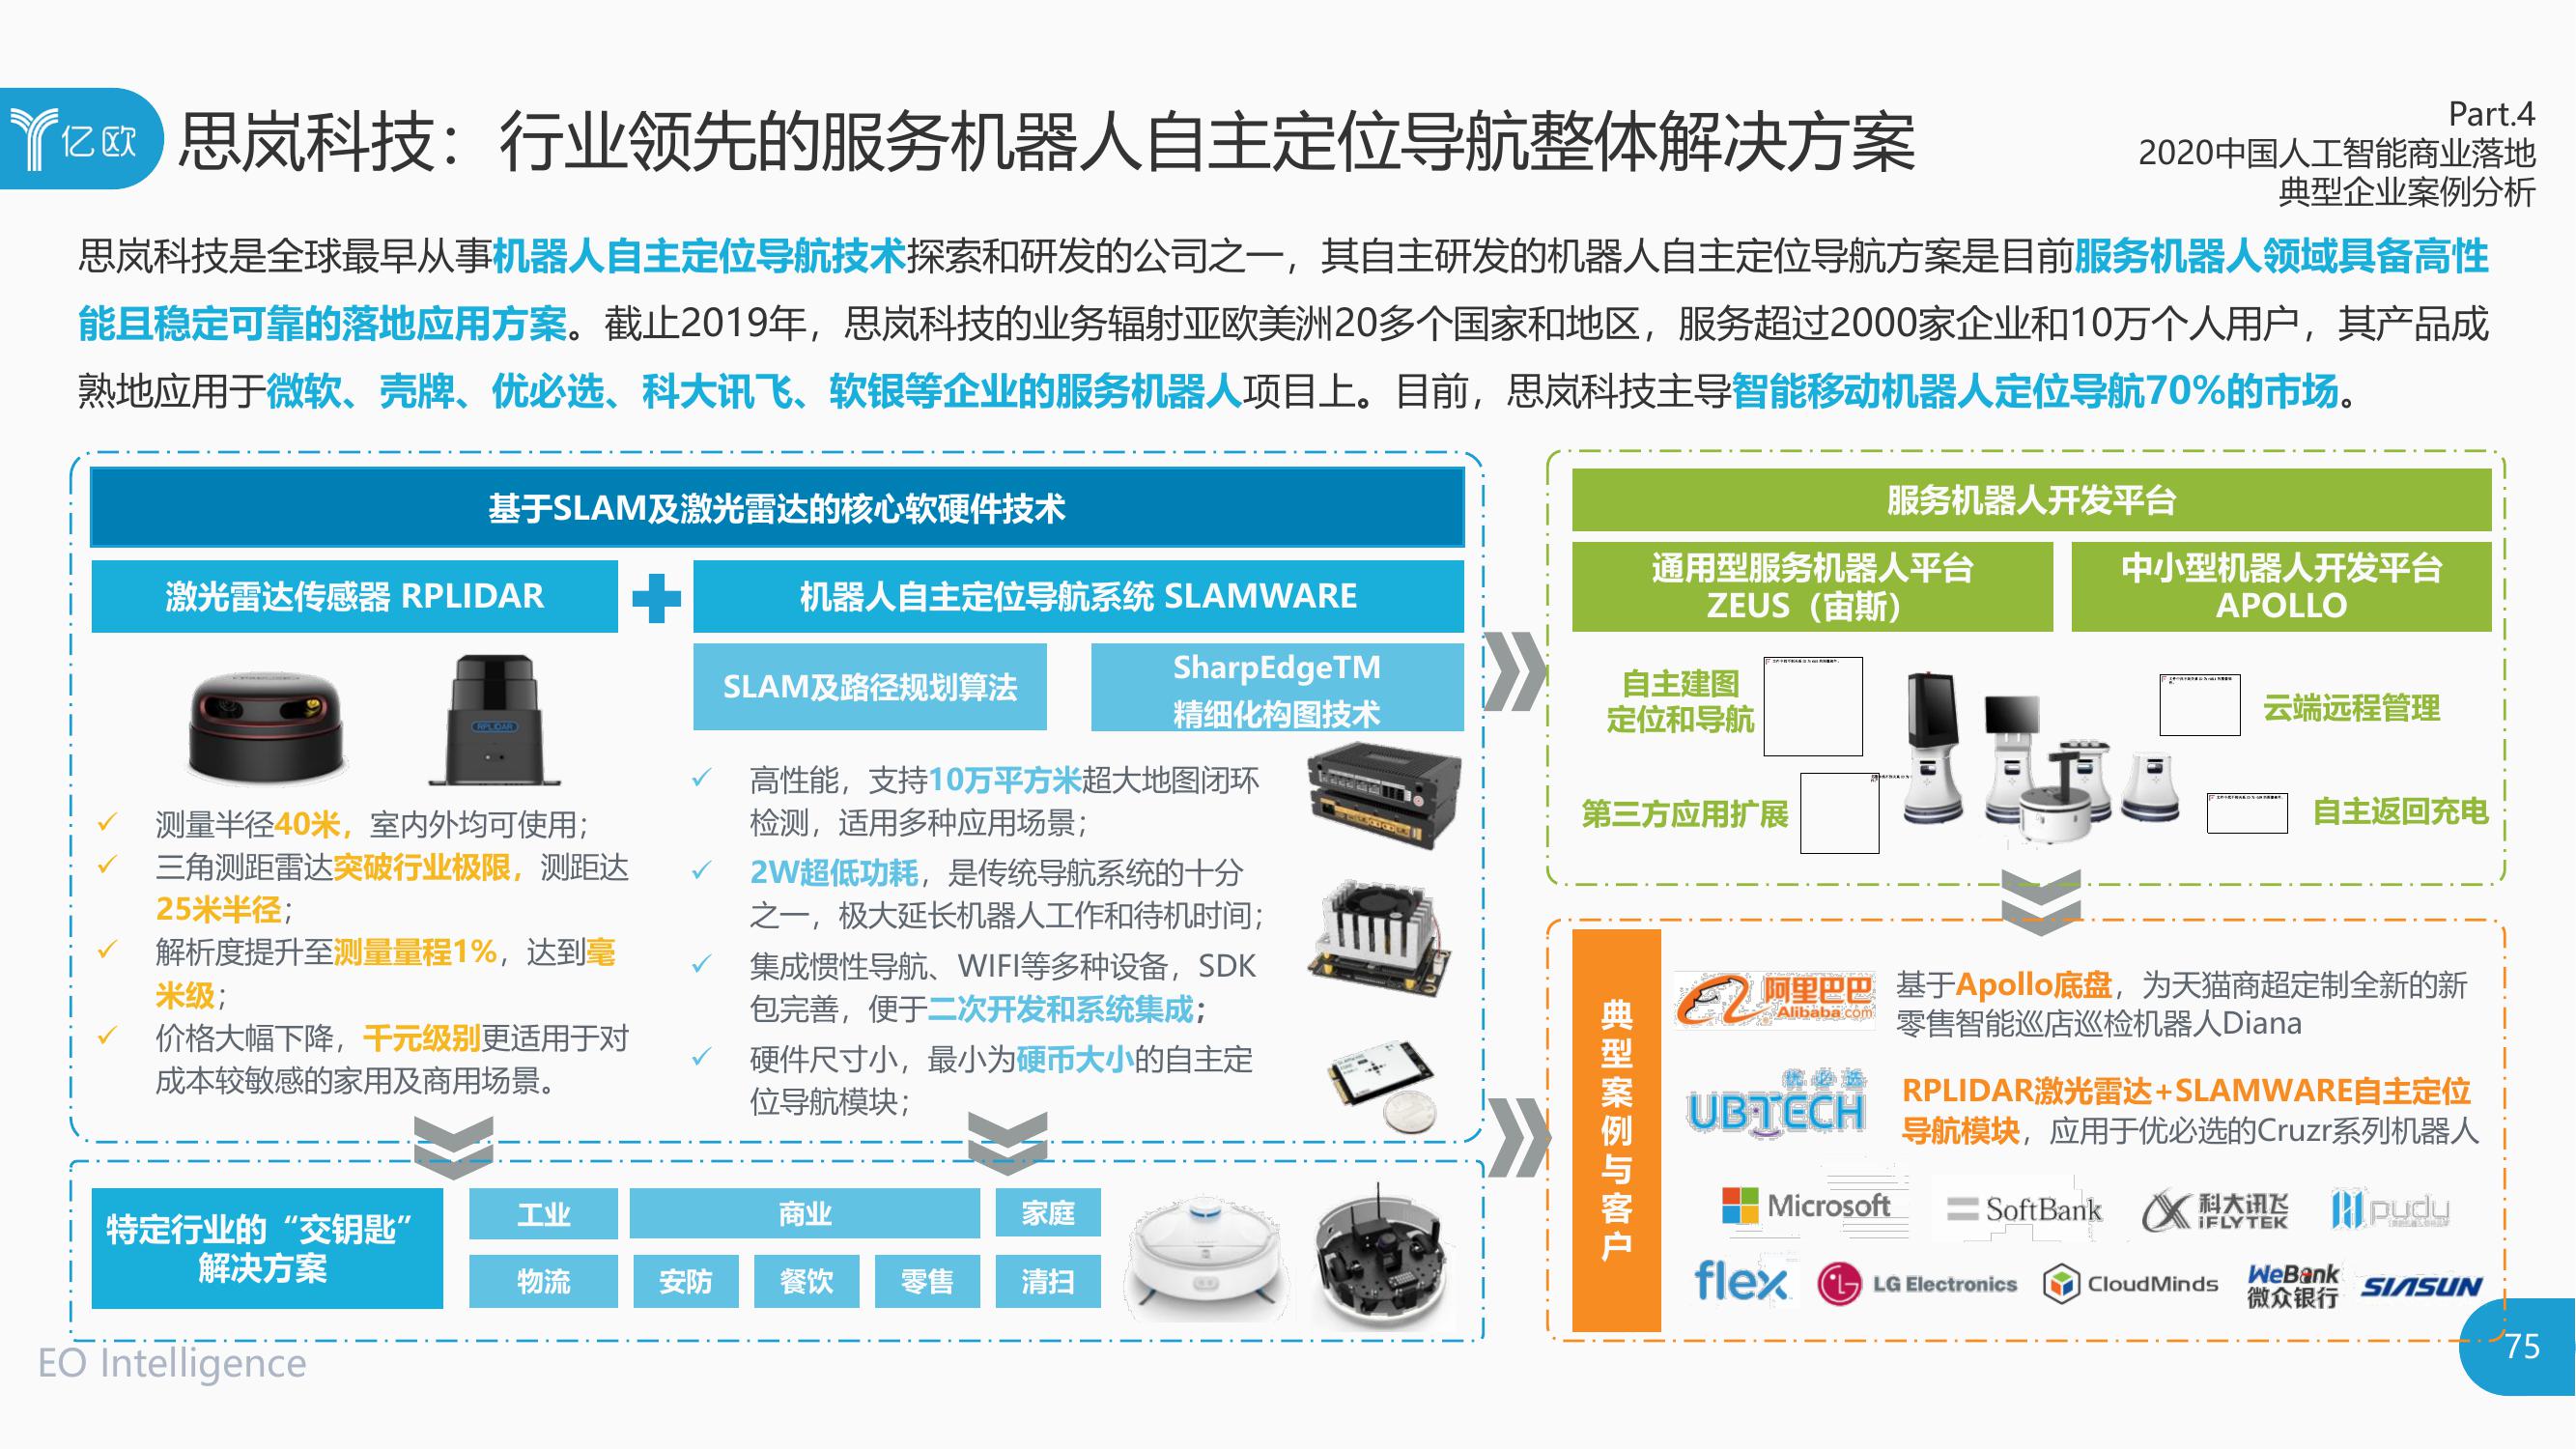 亿欧
思岚科技：行业领先的服务机器人自主定位导航整体解决方案
Part.4
2020中国人工智能商业落地
典型企业案例分析
思岚科技是全球最早从事机器人自主定位导航技术探索和研发的公司之一，其自主研发的机器人自主定位导航方案是目前服务机器人领域具备高性
能且稳定可靠的落地应用方案。截止2019年，思岚科技的业务辐射亚欧美洲20多个国家和地区，服务超过2000家企业和10万个人用户，其产品成
熟地应用于微软、壳牌、优必选、科大讯飞、软银等企业的服务机器人项目上。目前，思岚科技主导智能移动机器人定位导航70%的市场。
基于SLAM及激光雷达的核心软硬件技术
激光雷达传感器 RPLIDAR
机器人自主定位导航系统 SLAMWARE
SLAM及路径规划算法
SharpEdgeTM
精细化构图技术
RPLIDAR
✓ 测量半径40米，室内外均可使用；
✓ 三角测距雷达突破行业极限，测距达
25米半径；
✓ 解析度提升至测量量程1%，达到毫
米级；
✓ 价格大幅下降，千元级别更适用于对
成本较敏感的家用及商用场景。
✓ 高性能，支持10万平方米超大地图闭环
检测，适用多种应用场景；
✓ 2W超低功耗，是传统导航系统的十分
之一，极大延长机器人工作和待机时间；
✓ 集成惯性导航、WIFI等多种设备，SDK
包完善，便于二次开发和系统集成；
✓ 硬件尺寸小，最小为硬币大小的自主定
位导航模块；
特定行业的“交钥匙”
解决方案
工业
商业
家庭
物流
安防
餐饮
零售
清扫
服务机器人开发平台
通用型服务机器人平台
ZEUS（宙斯）
中小型机器人开发平台
APOLLO
自主建图
定位和导航
云端远程管理
第三方应用扩展
自主返回充电
典型案例与客户
阿里巴巴
Alibaba.com
基于Apollo底盘，为天猫商超定制全新的新
零售智能巡店巡检机器人Diana
优必选
UBTECH
RPLIDAR激光雷达+SLAMWARE自主定位
导航模块，应用于优必选的Cruzr系列机器人
Microsoft
SoftBank
科大讯飞
iFLYTEK
pudu
flex
LG Electronics
CloudMinds
WeBank
微众银行
SIASUN
EO Intelligence
75